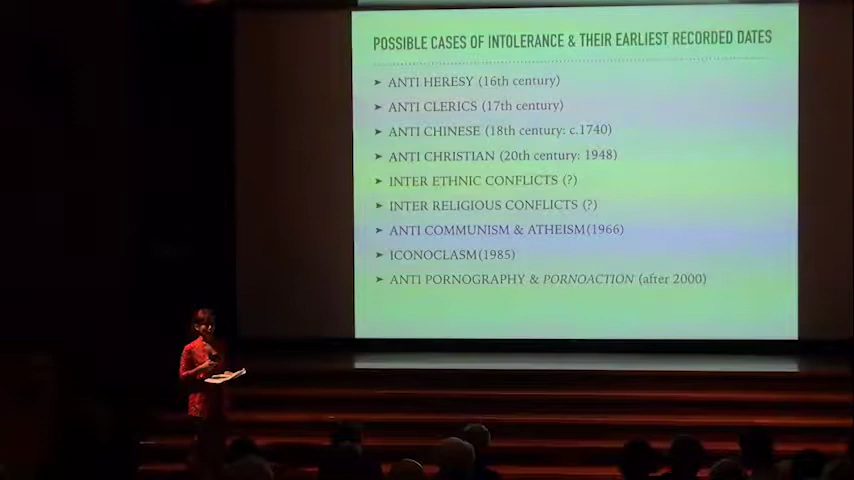 POSSIBLE CASES OF INTOLERANCE & THEIR EARLIEST RECORDED DATES
➤ ANTI HERESY (16th century)
➤ ANTI CLERICS (17th century)
➤ ANTI CHINESE (18th century: c.1740)
➤ ANTI CHRISTIAN (20th century: 1948)
➤ INTER ETHNIC CONFLICTS (?)
➤ INTER RELIGIOUS CONFLICTS (?)
➤ ANTI COMMUNISM & ATHEISM(1966)
➤ ICONOCLASM(1985)
➤ ANTI PORNOGRAPHY & PORNOACTION (after 2000)